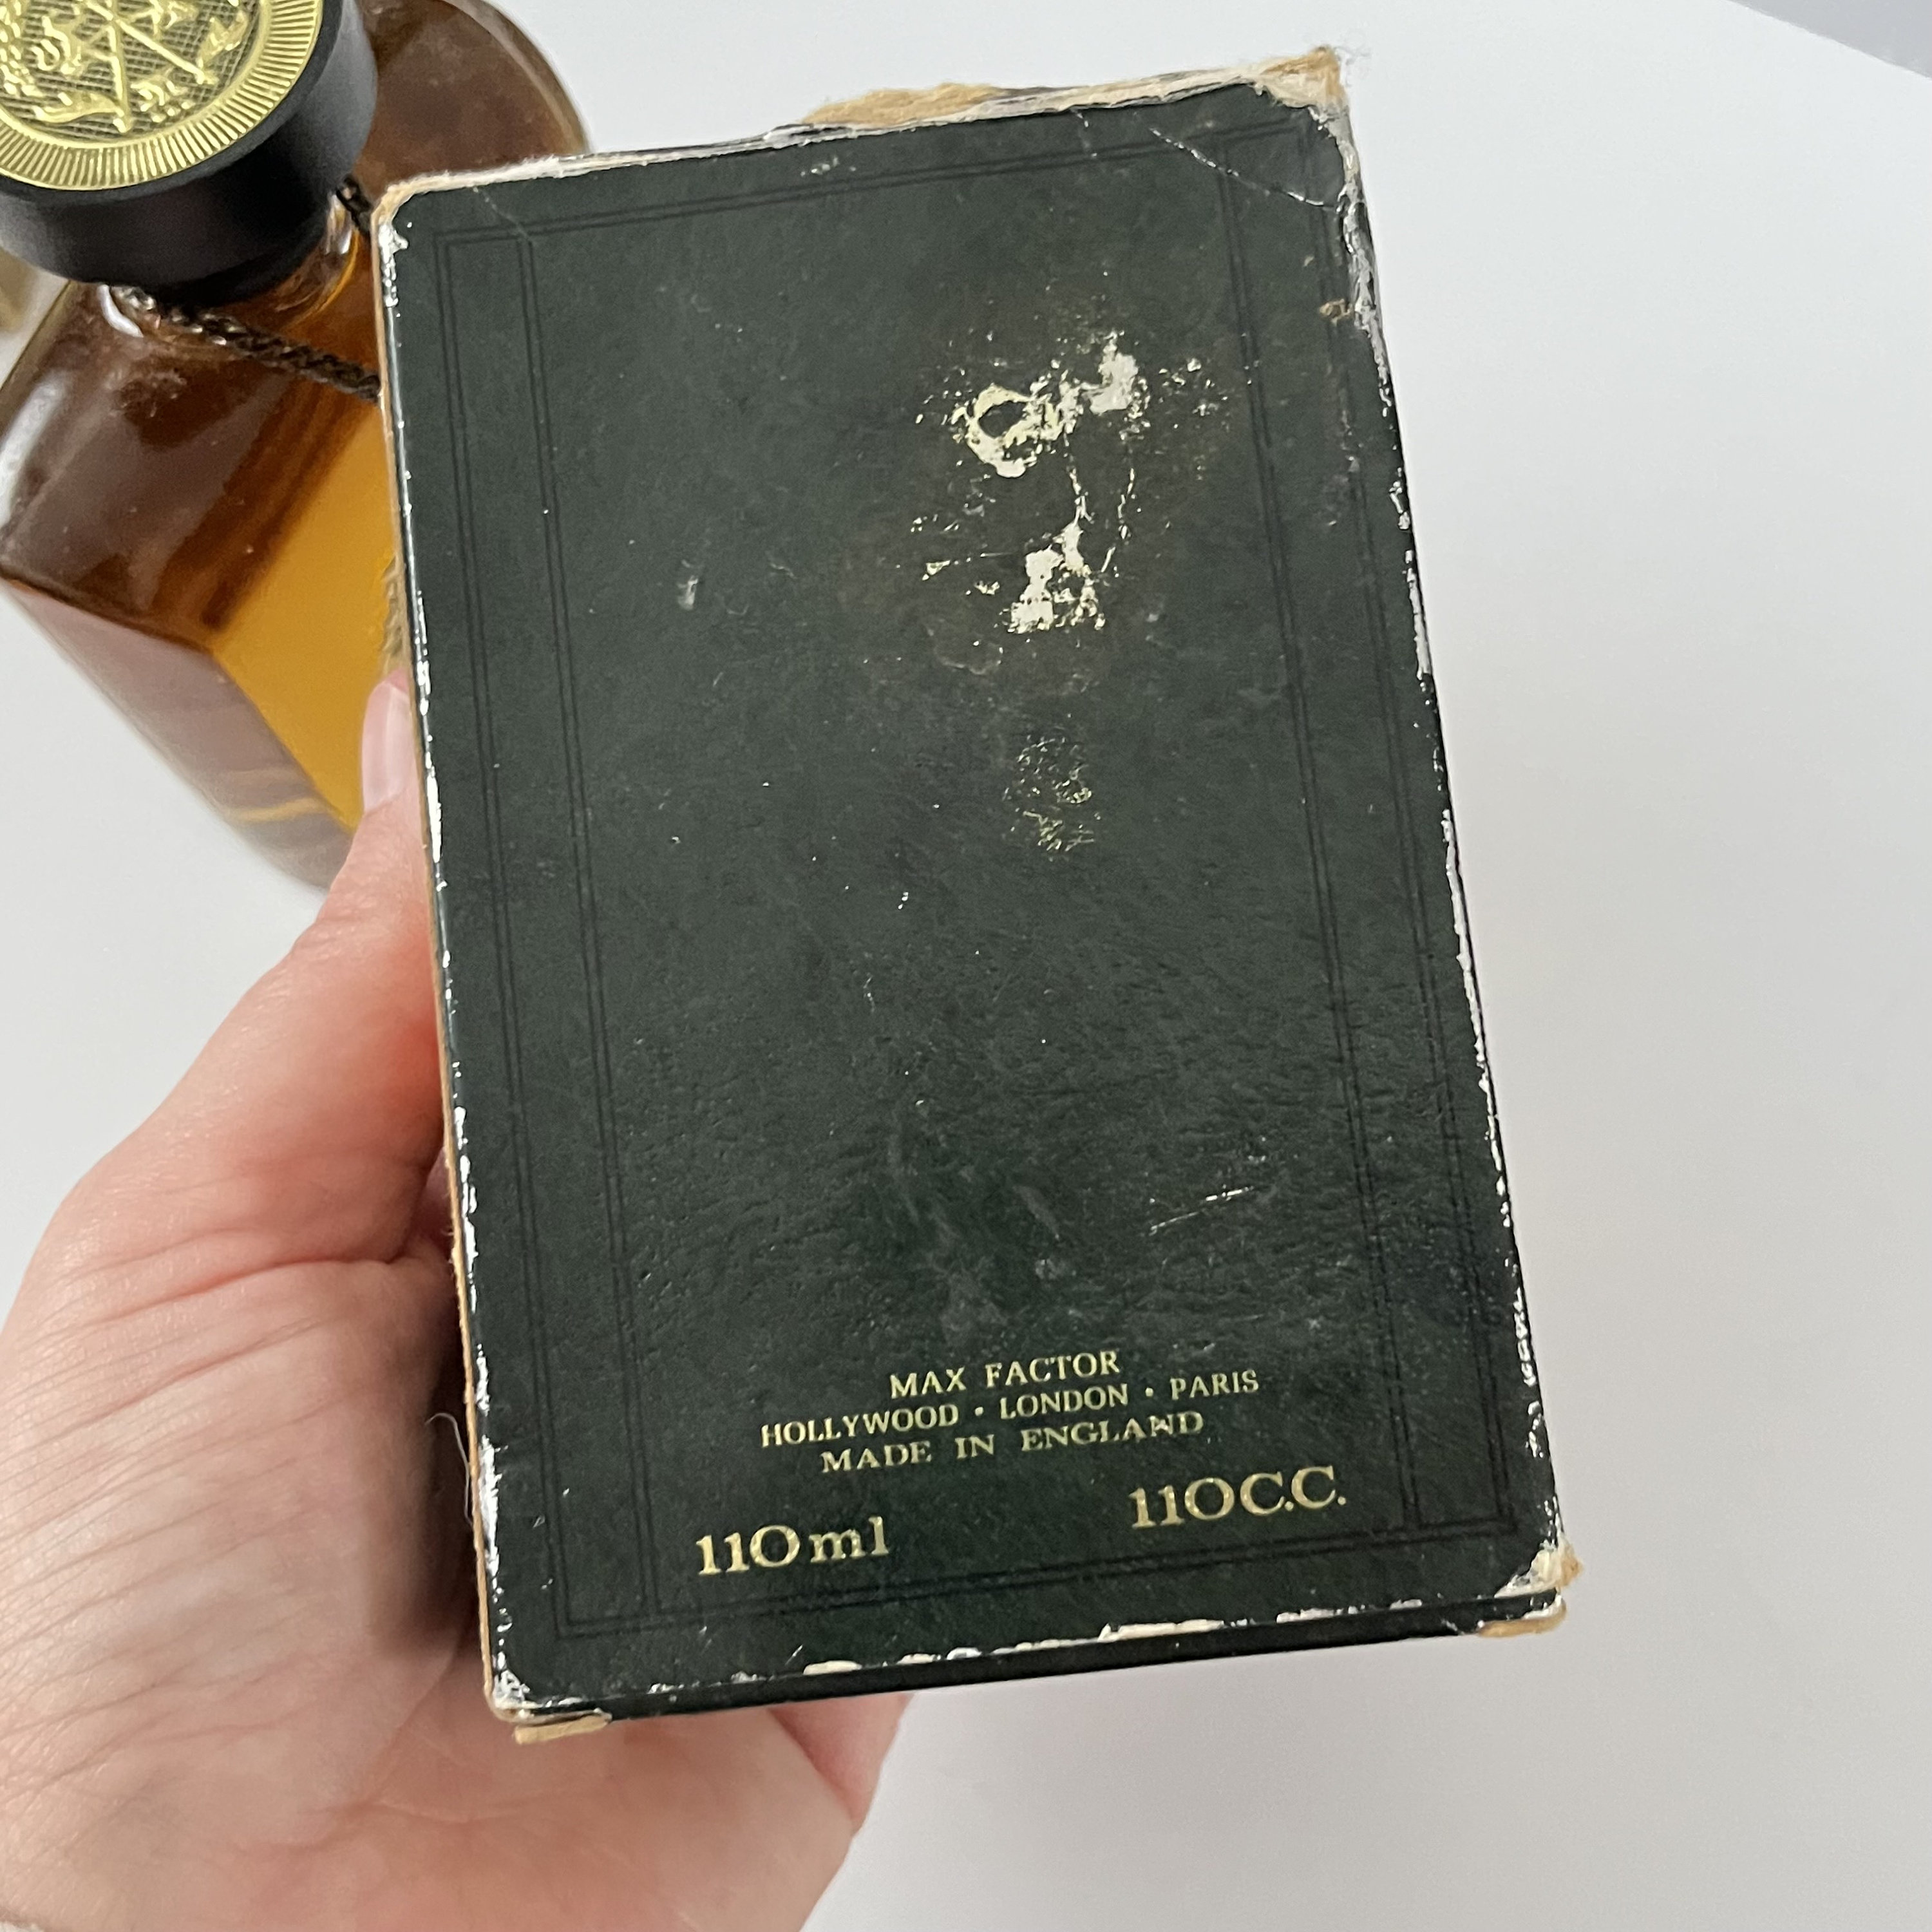 MAX FACTOR
HOLLYWOOD • LONDON • PARIS
MADE IN ENGLAND
110ml 110C.C.